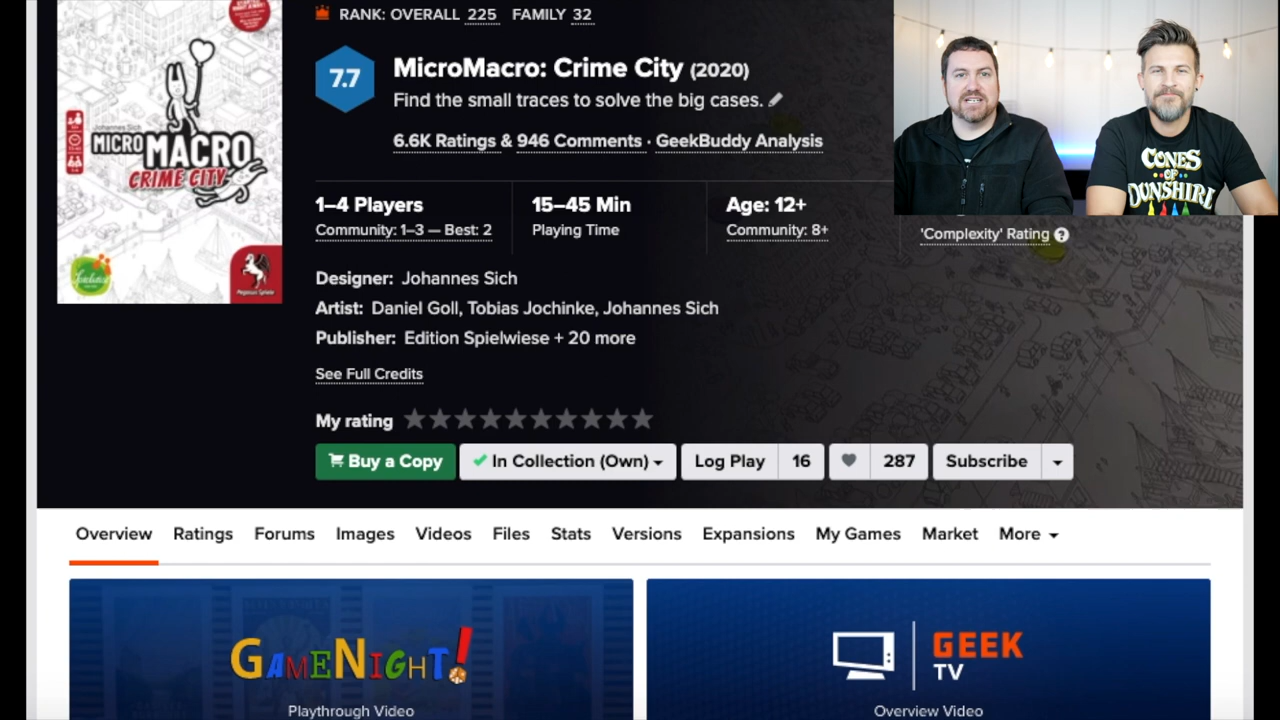 RANK: OVERALL 225 FAMILY 32
7.7
MicroMacro: Crime City (2020)
Find the small traces to solve the big cases.
6.6K Ratings & 946 Comments · GeekBuddy Analysis
1–4 Players
Community: 1–3 — Best: 2
15–45 Min
Playing Time
Age: 12+
Community: 8+
'Complexity' Rating ?
Designer: Johannes Sich
Artist: Daniel Goll, Tobias Jochinke, Johannes Sich
Publisher: Edition Spielwiese + 20 more
See Full Credits
My rating
Buy a Copy
In Collection (Own)
Log Play 16
287
Subscribe
Johannes Sich
MICRO MACRO
CRIME CITY
Spielwiese
Pegasus Spiele
CONES
OF
DUNSHIRE
Overview Ratings Forums Images Videos Files Stats Versions Expansions My Games Market More
GAMENIGHT!
Playthrough Video
GEEK
TV
Overview Video